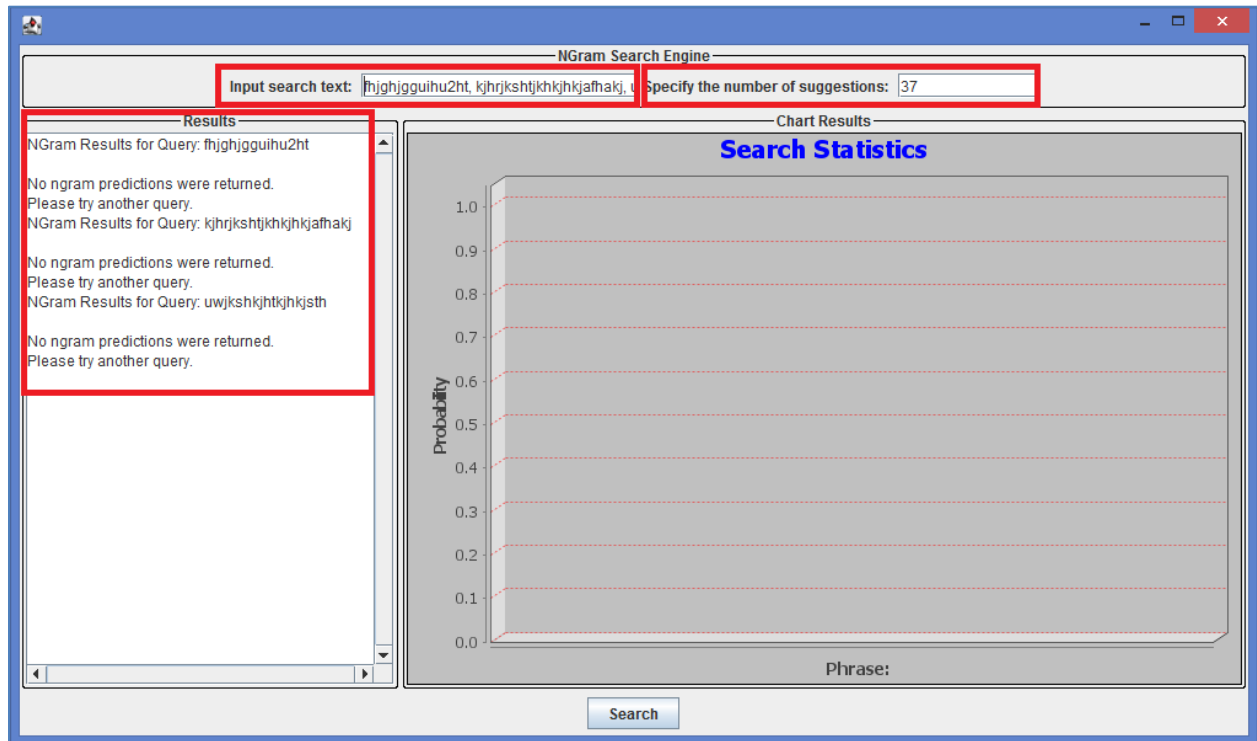 NGram Search Engine
Input search text: fhjghjgguihu2ht, kjhrjkshtjkhkjhkjafhakj, u Specify the number of suggestions: 37
Results
NGram Results for Query: fhjghjgguihu2ht
No ngram predictions were returned.
Please try another query.
NGram Results for Query: kjhrjkshtjkhkjhkjafhakj
No ngram predictions were returned.
Please try another query.
NGram Results for Query: uwjkshkjhtkjhkjsth
No ngram predictions were returned.
Please try another query.
Chart Results
Search Statistics
1.0
0.9
0.8
0.7
0.6
0.5
0.4
0.3
0.2
0.1
0.0
Probability
Phrase:
Search